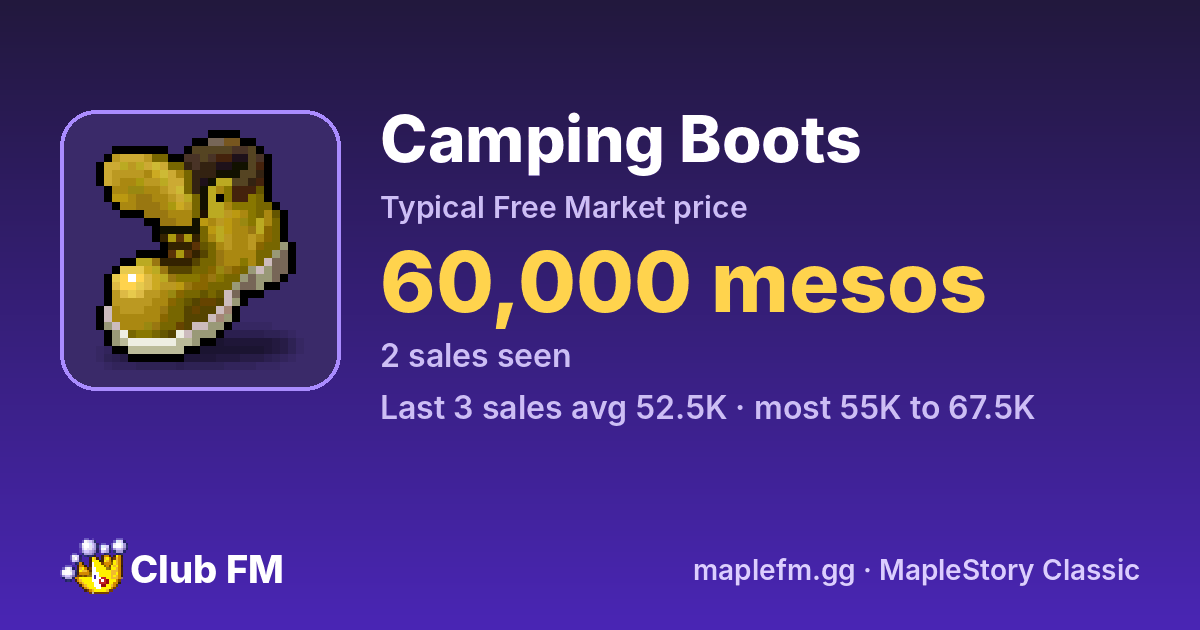 Camping Boots
Typical Free Market price
60,000 mesos
2 sales seen
Last 3 sales avg 52.5K · most 55K to 67.5K
Club FM
maplefm.gg · MapleStory Classic